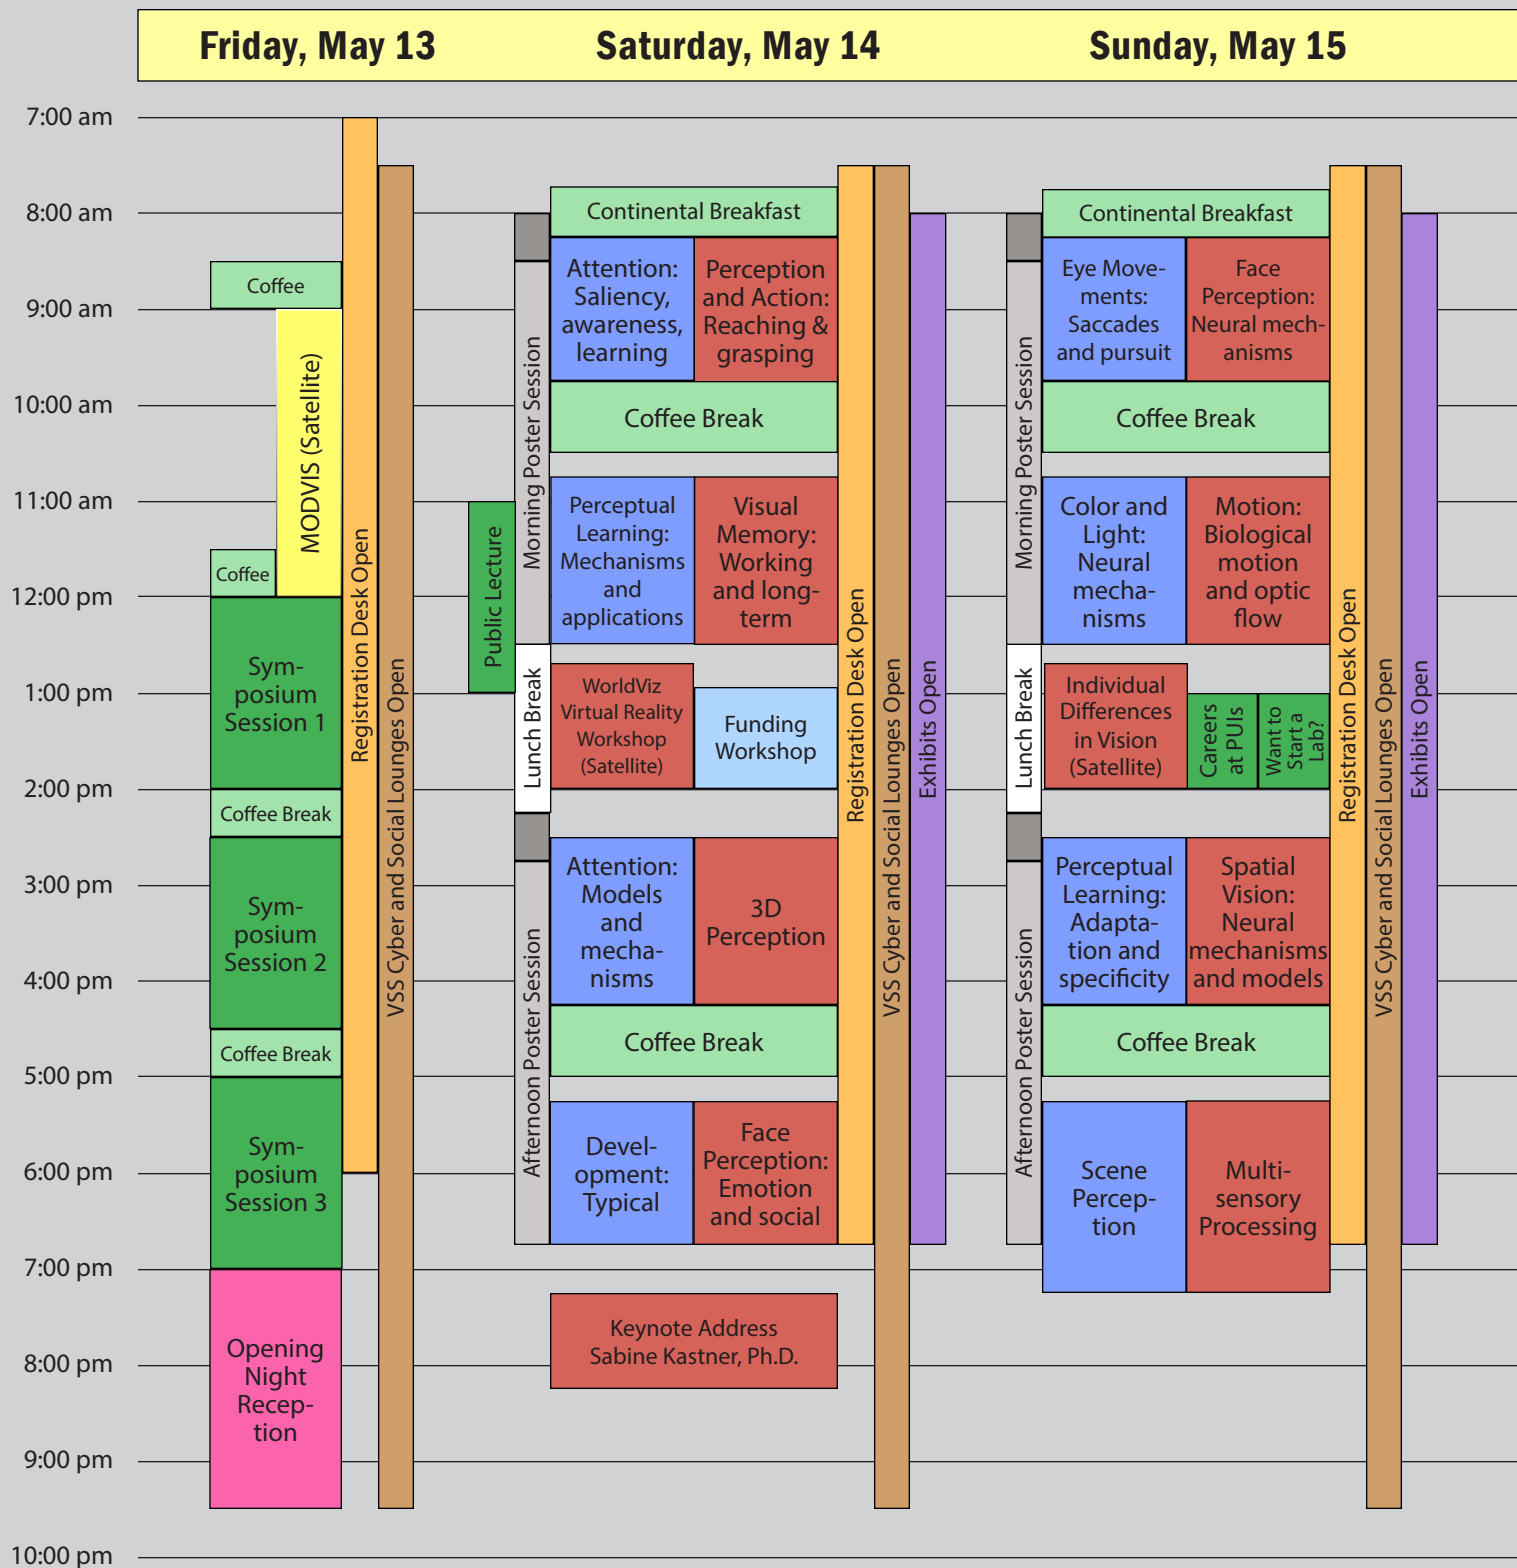 Friday, May 13
Saturday, May 14
Sunday, May 15
7:00 am
8:00 am
9:00 am
10:00 am
11:00 am
12:00 pm
1:00 pm
2:00 pm
3:00 pm
4:00 pm
5:00 pm
6:00 pm
7:00 pm
8:00 pm
9:00 pm
10:00 pm
Coffee
MODVIS (Satellite)
Coffee
Sym-
posium
Session 1
Coffee Break
Sym-
posium
Session 2
Coffee Break
Sym-
posium
Session 3
Opening
Night
Recep-
tion
Registration Desk Open
VSS Cyber and Social Lounges Open
Public Lecture
Morning Poster Session
Lunch Break
Afternoon Poster Session
Continental Breakfast
Attention:
Saliency,
awareness,
learning
Perception
and Action:
Reaching &
grasping
Coffee Break
Perceptual
Learning:
Mechanisms
and
applications
Visual
Memory:
Working
and long-
term
WorldViz
Virtual Reality
Workshop
(Satellite)
Funding
Workshop
Attention:
Models
and
mecha-
nisms
3D
Perception
Coffee Break
Devel-
opment:
Typical
Face
Perception:
Emotion
and social
Keynote Address
Sabine Kastner, Ph.D.
Registration Desk Open
VSS Cyber and Social Lounges Open
Exhibits Open
Morning Poster Session
Lunch Break
Afternoon Poster Session
Continental Breakfast
Eye Move-
ments:
Saccades
and pursuit
Face
Perception:
Neural mech-
anisms
Coffee Break
Color and
Light:
Neural
mecha-
nisms
Motion:
Biological
motion
and optic
flow
Individual
Differences
in Vision
(Satellite)
Careers
at PUIs
Want to
Start a
Lab?
Perceptual
Learning:
Adapta-
tion and
specificity
Spatial
Vision:
Neural
mechanisms
and models
Coffee Break
Scene
Percep-
tion
Multi-
sensory
Processing
Registration Desk Open
VSS Cyber and Social Lounges Open
Exhibits Open